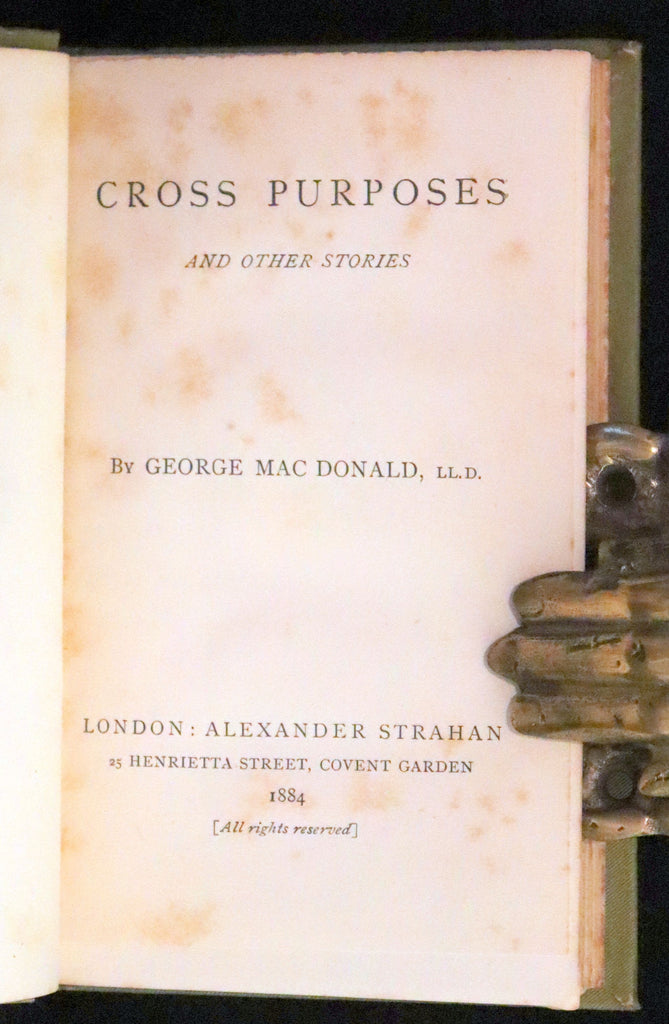 CROSS PURPOSES
AND OTHER STORIES
By GEORGE MAC DONALD, LL.D.
LONDON: ALEXANDER STRAHAN
25 HENRIETTA STREET, COVENT GARDEN
1884
[All rights reserved]